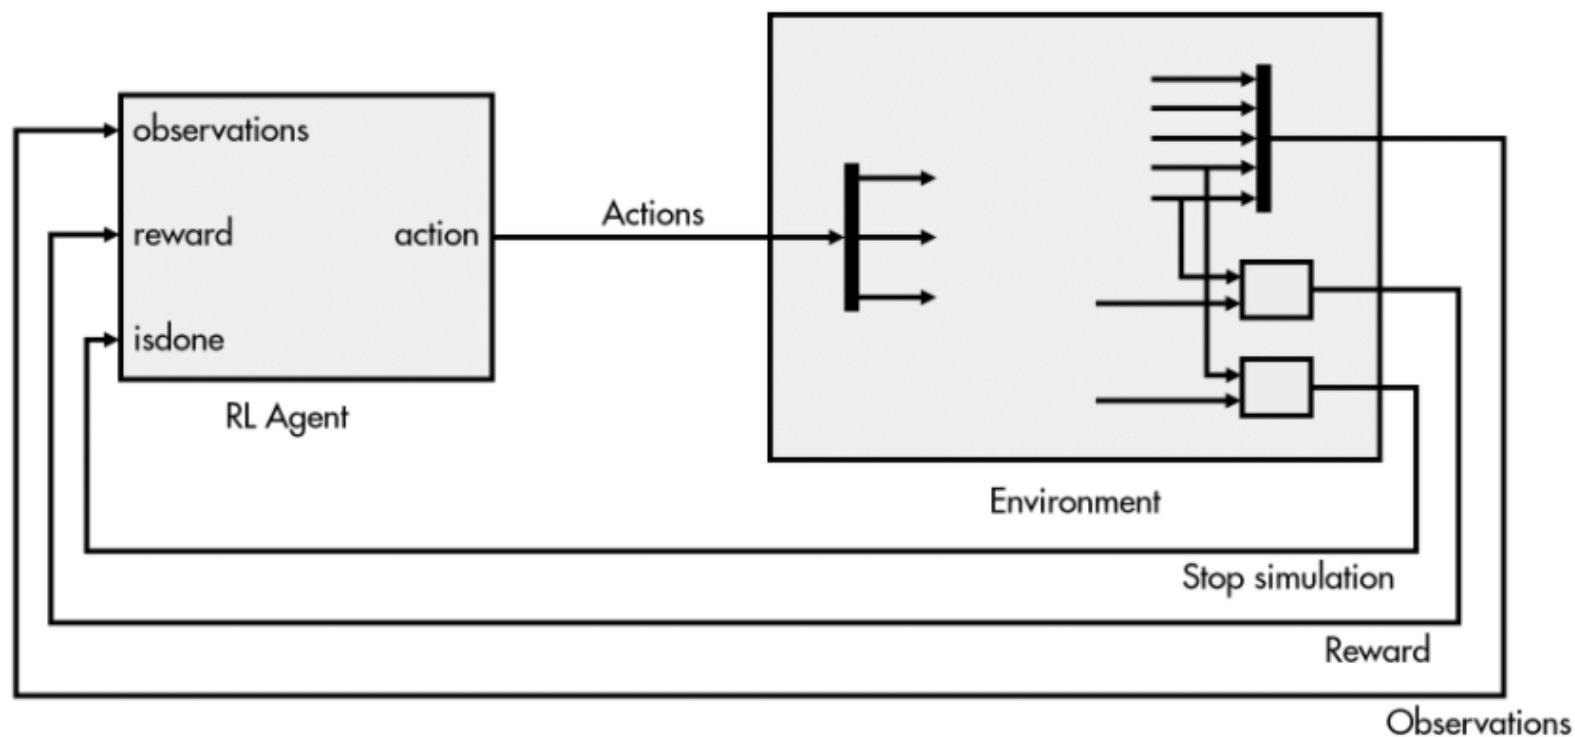 observations
reward
action
isdone
RL Agent
Actions
Environment
Stop simulation
Reward
Observations